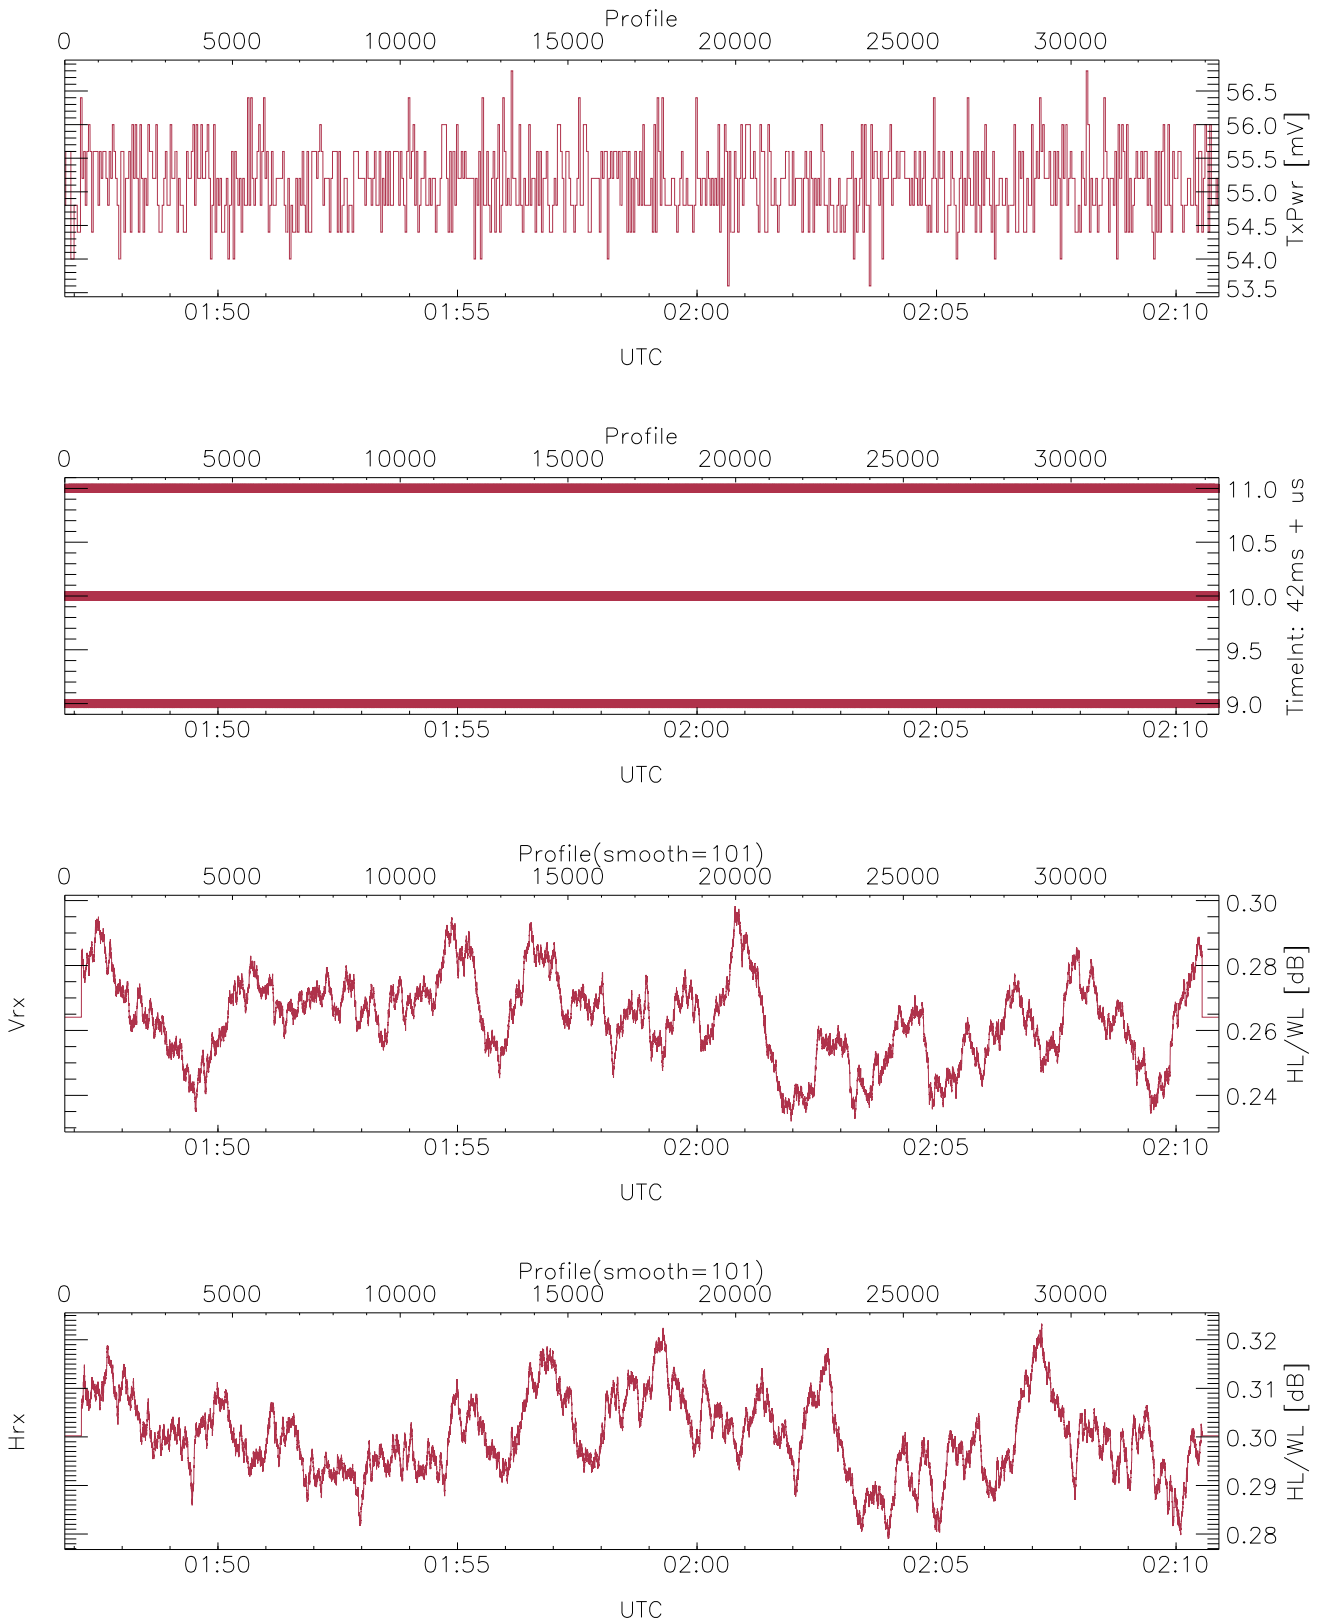 Profile
0 5000 10000 15000 20000 25000 30000
56.5
56.0
55.5
55.0
54.5
54.0
53.5
TxPwr [mV]
01:50 01:55 02:00 02:05 02:10
UTC
Profile
0 5000 10000 15000 20000 25000 30000
11.0
10.5
10.0
9.5
9.0
TimeInt: 42ms + us
01:50 01:55 02:00 02:05 02:10
UTC
Profile(smooth=101)
0 5000 10000 15000 20000 25000 30000
Vrx
0.30
0.28
0.26
0.24
HL/WL [dB]
01:50 01:55 02:00 02:05 02:10
UTC
Profile(smooth=101)
0 5000 10000 15000 20000 25000 30000
Hrx
0.32
0.31
0.30
0.29
0.28
HL/WL [dB]
01:50 01:55 02:00 02:05 02:10
UTC